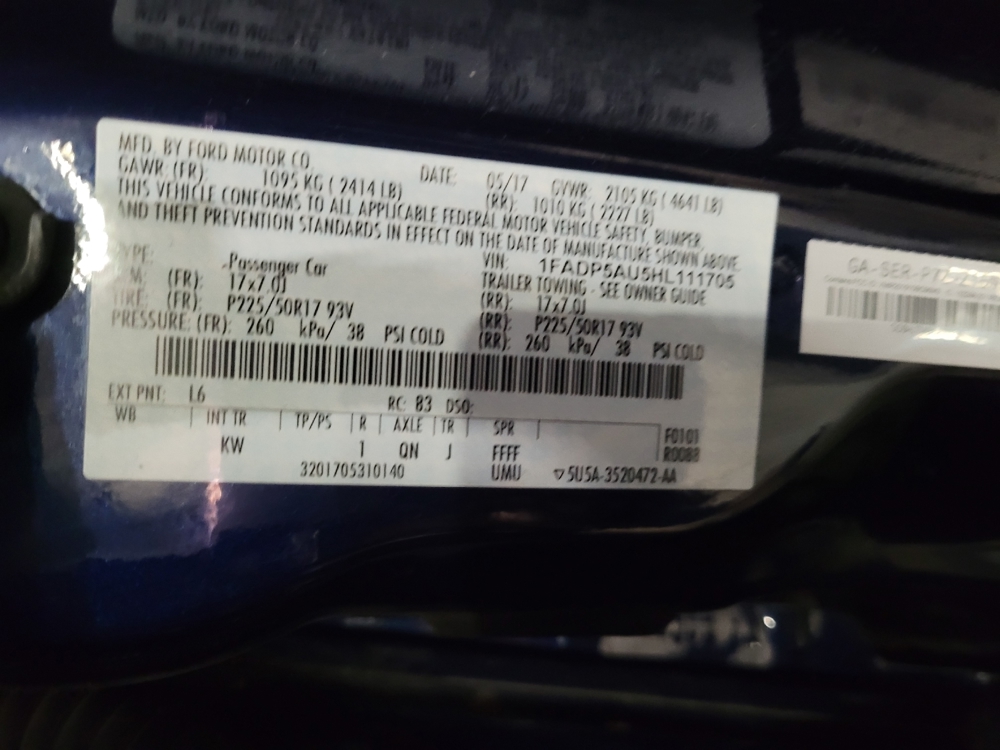 MFD. BY FORD MOTOR CO.
DATE: 05/17 GVWR: 2105 KG ( 4641 LB)
GAWR: (FR): 1095 KG ( 2414 LB) (RR): 1010 KG ( 2227 LB)
THIS VEHICLE CONFORMS TO ALL APPLICABLE FEDERAL MOTOR VEHICLE SAFETY, BUMPER,
AND THEFT PREVENTION STANDARDS IN EFFECT ON THE DATE OF MANUFACTURE SHOWN ABOVE
VIN: 1FADP5AU5HL111705
TYPE: Passenger Car TRAILER TOWING - SEE OWNER GUIDE
RIM: (FR): 17x7.0J (RR): 17x7.0J
TIRE: (FR): P225/50R17 93V (RR): P225/50R17 93V
PRESSURE: (FR): 260 kPa/ 38 PSI COLD (RR): 260 kPa/ 38 PSI COLD
EXT PNT: L6 RC: 83 DSO:
WB INT TR TP/PS R AXLE TR SPR F0101
KW 1 QN J FFFF R0088
3201705310140 UMU 5U5A-3520472-AA